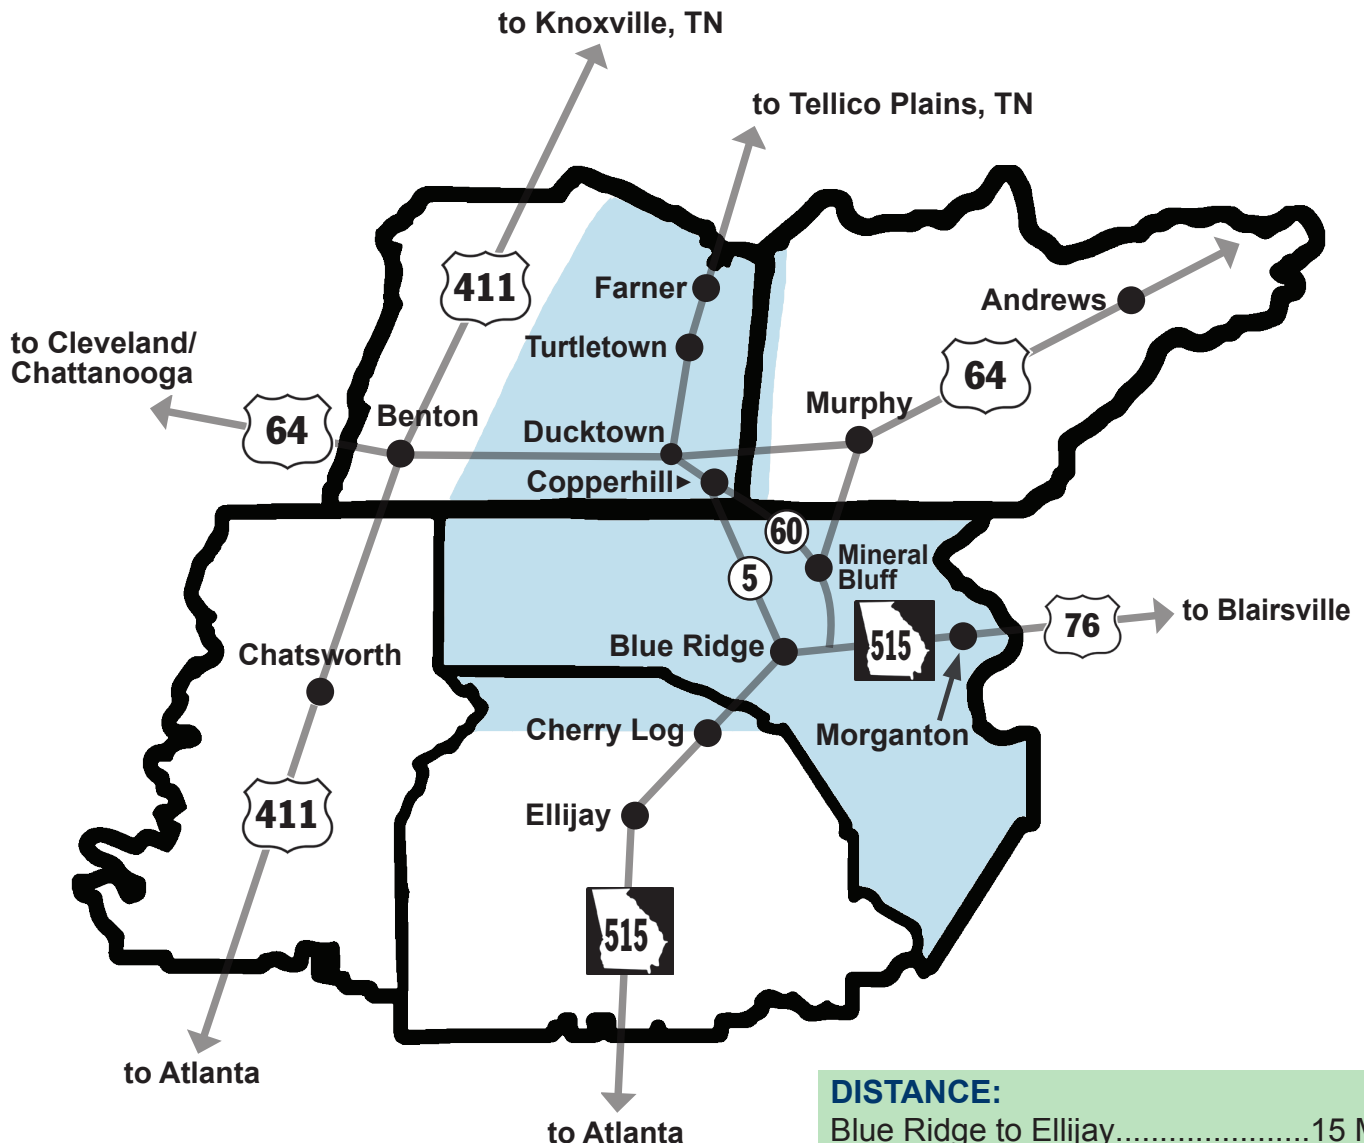 to Knoxville, TN
to Tellico Plains, TN
411
Farner
Andrews
Turtletown
to Cleveland/
Chattanooga
64
64
Benton
Murphy
Ducktown
Copperhill
60
Mineral
Bluff
5
515
76
to Blairsville
Blue Ridge
Chatsworth
Cherry Log
Morganton
411
Ellijay
515
to Atlanta
to Atlanta
DISTANCE:
Blue Ridge to Ellijay......................15 M